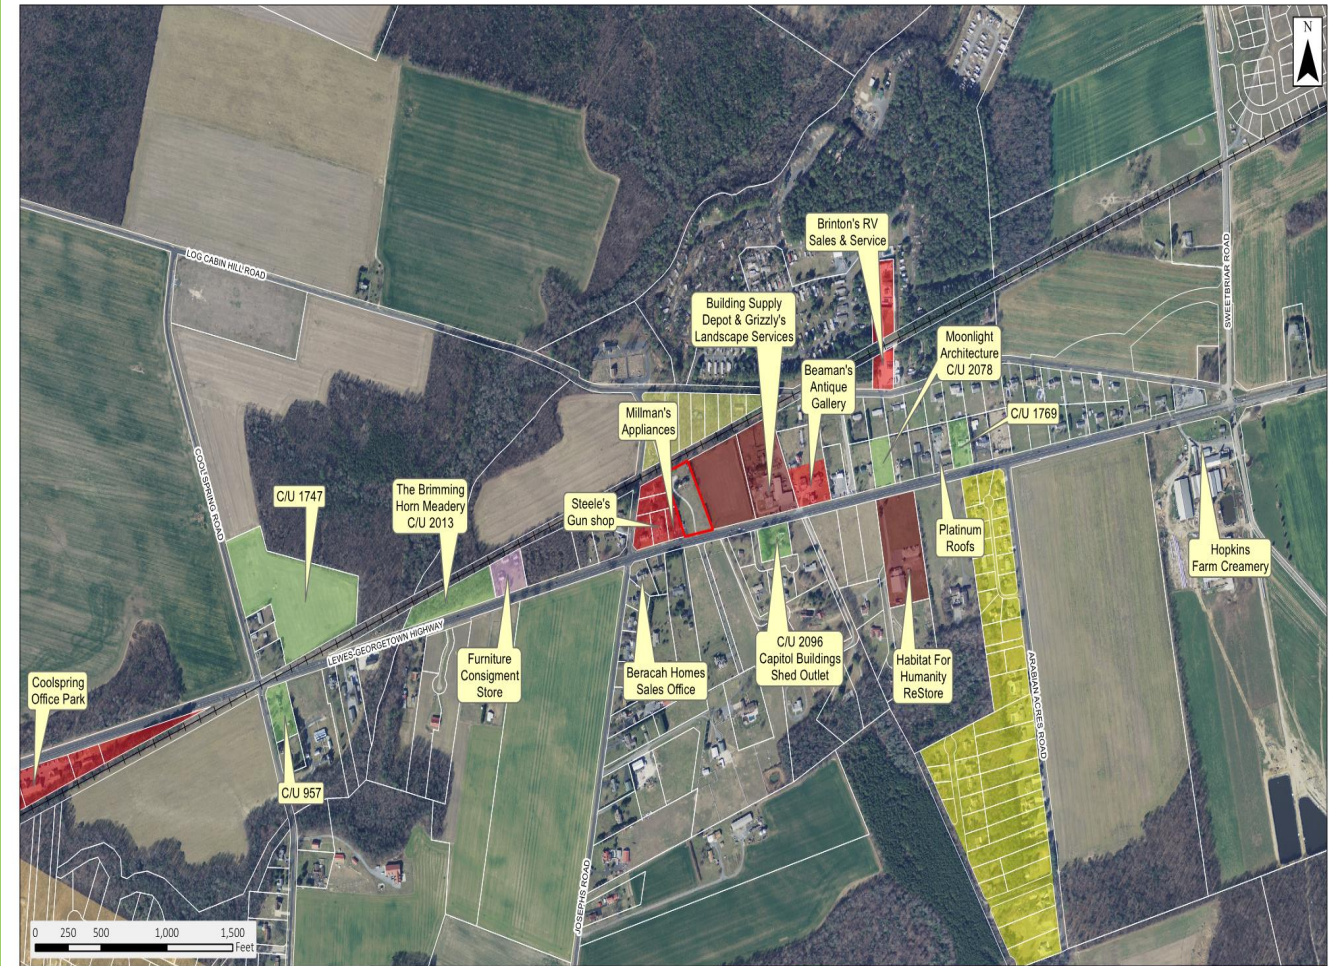 N
Brinton's RV
Sales & Service
SWEETBRIAR ROAD
LOG CABIN HILL ROAD
Building Supply
Depot & Grizzly's
Landscape Services
Moonlight
Architecture
C/U 2078
Beaman's
Antique
Gallery
Millman's
Appliances
C/U 1769
COOLSPRING ROAD
C/U 1747
The Brimming
Horn Meadery
C/U 2013
Steele's
Gun shop
Platinum
Roofs
Hopkins
Farm Creamery
LEWES-GEORGETOWN HIGHWAY
Furniture
Consigment
Store
Beracah Homes
Sales Office
C/U 2096
Capitol Buildings
Shed Outlet
Habitat For
Humanity
ReStore
Coolspring
Office Park
ARABIAN ACRES ROAD
C/U 957
JOSEPHS ROAD
0 250 500 1,000 1,500
Feet